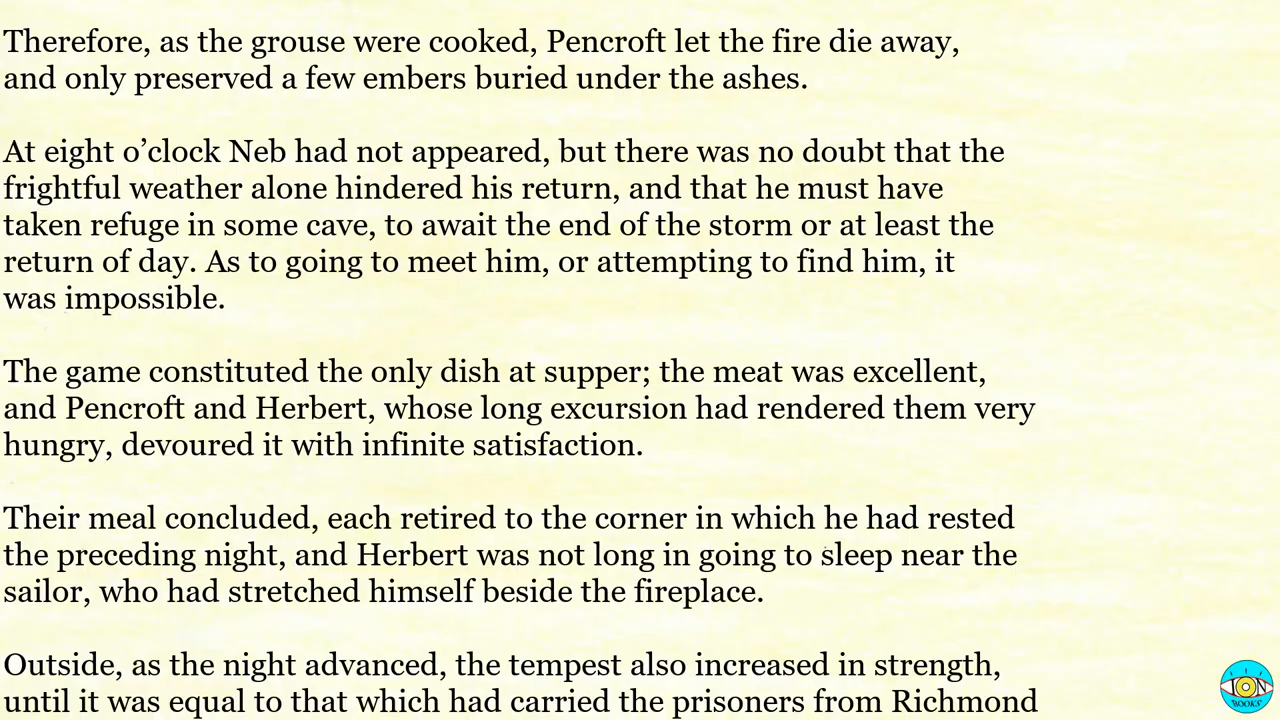 Therefore, as the grouse were cooked, Pencroft let the fire die away,
and only preserved a few embers buried under the ashes.
At eight o’clock Neb had not appeared, but there was no doubt that the
frightful weather alone hindered his return, and that he must have
taken refuge in some cave, to await the end of the storm or at least the
return of day. As to going to meet him, or attempting to find him, it
was impossible.
The game constituted the only dish at supper; the meat was excellent,
and Pencroft and Herbert, whose long excursion had rendered them very
hungry, devoured it with infinite satisfaction.
Their meal concluded, each retired to the corner in which he had rested
the preceding night, and Herbert was not long in going to sleep near the
sailor, who had stretched himself beside the fireplace.
Outside, as the night advanced, the tempest also increased in strength,
until it was equal to that which had carried the prisoners from Richmond
ION
BOOKS